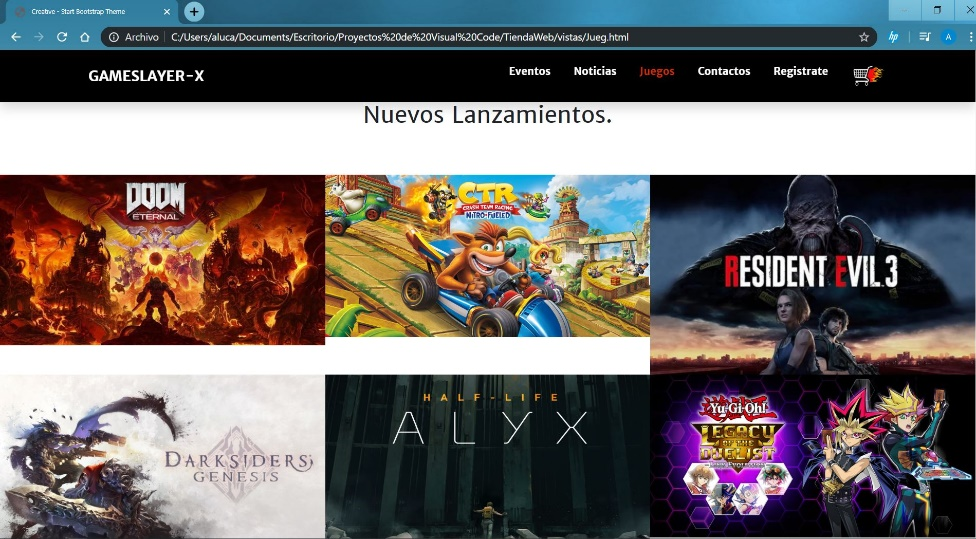 Creative - Start Bootstrap Theme
Archivo
C:/Users/aluca/Documents/Escritorio/Proyectos%20de%20Visual%20Code/TiendaWeb/vistas/Jueg.html
hp
A
GAMESLAYER-X
Eventos
Noticias
Juegos
Contactos
Registrate
Nuevos Lanzamientos.
DOOM
ETERNAL
CTR
CRASH TEAM RACING
NITRO-FUELED
RESIDENT EVIL 3
DARKSIDERS
GENESIS
HALF-LIFE
ALYX
Yu-Gi-Oh!
LEGACY
OF THE
DUELIST
LINK EVOLUTION